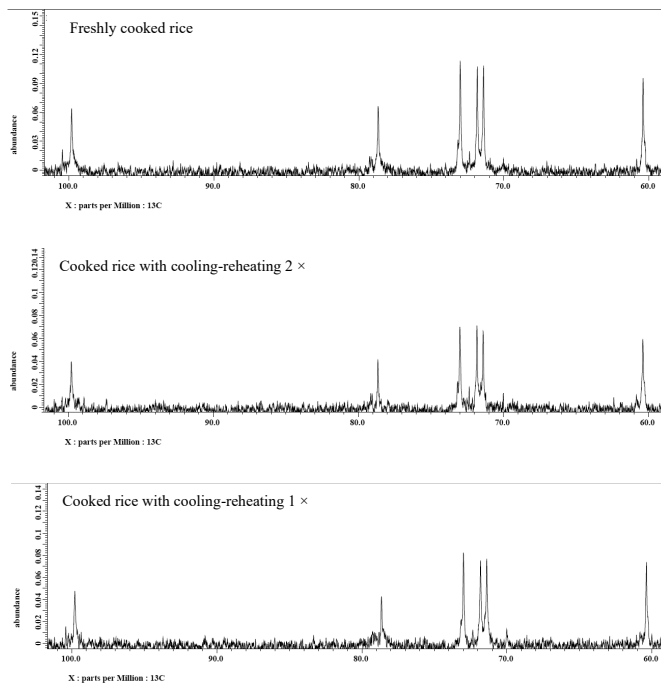 Freshly cooked rice
0.15
0.12
0.09
0.06
0.03
0
abundance
100.0 90.0 80.0 70.0 60.0
X : parts per Million : 13C
Cooked rice with cooling-reheating 2 ×
0.14
0.12
0.1
0.08
0.06
0.04
0.02
0
abundance
100.0 90.0 80.0 70.0 60.0
X : parts per Million : 13C
Cooked rice with cooling-reheating 1 ×
0.14
0.12
0.1
0.08
0.06
0.04
0.02
0
abundance
100.0 90.0 80.0 70.0 60.0
X : parts per Million : 13C